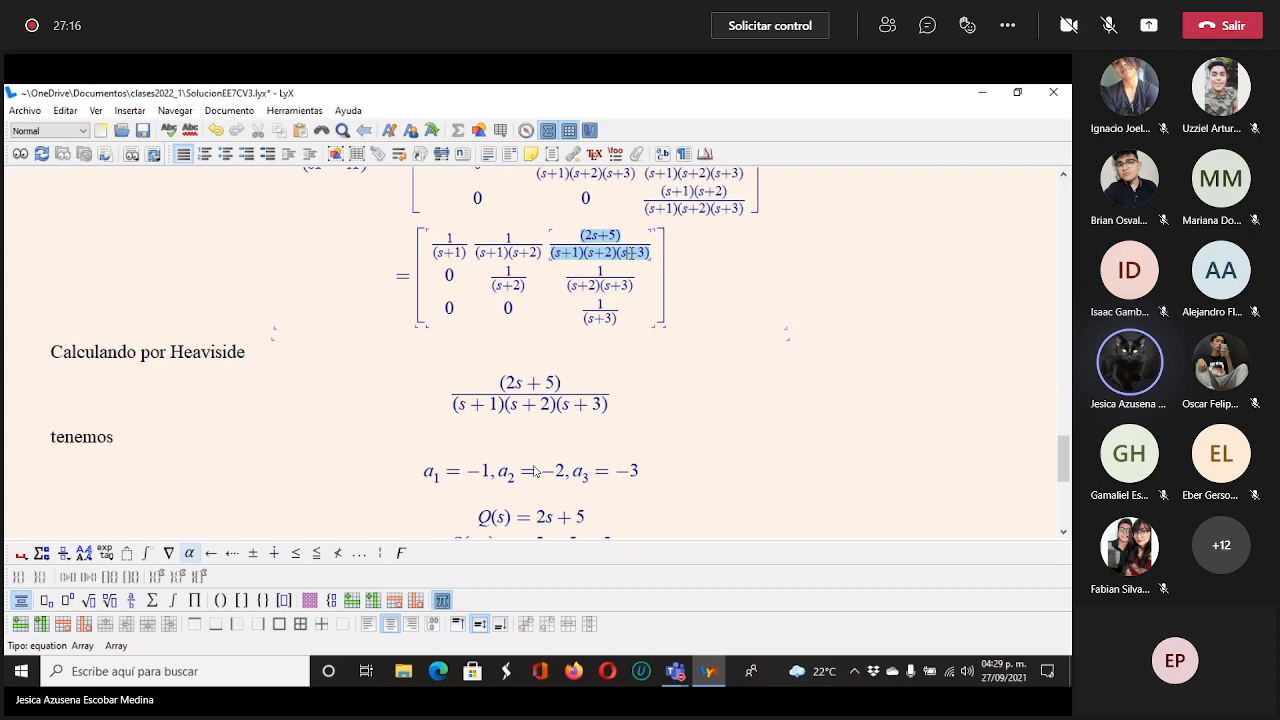 27:16
Solicitar control
Salir
~\OneDrive\Documentos\clases2022_1\SolucionEE7CV3.lyx* - LyX
Archivo Editar Ver Insertar Navegar Documento Herramientas Ayuda
Normal
(s+1)(s+2)(s+3) (s+1)(s+2)(s+3)
0 0 (s+1)(s+2)
(s+1)(s+2)(s+3)
1 1 (2s+5)
(s+1) (s+1)(s+2) (s+1)(s+2)(s+3)
= 0 1 1
(s+2) (s+2)(s+3)
0 0 1
(s+3)
Calculando por Heaviside
(2s + 5)
(s + 1)(s + 2)(s + 3)
tenemos
a1 = −1, a2 = −2, a3 = −3
Q(s) = 2s + 5
Tipo: equation Array Array
Escribe aquí para buscar
22°C
04:29 p. m.
27/09/2021
Jesica Azusena Escobar Medina
Ignacio Joel... Uzziel Artur...
MM
Brian Osval... Mariana Do...
ID AA
Isaac Gamb... Alejandro Fl...
Jesica Azusena ... Oscar Felip...
GH EL
Gamaliel Es... Eber Gerso...
+12
Fabian Silva...
EP